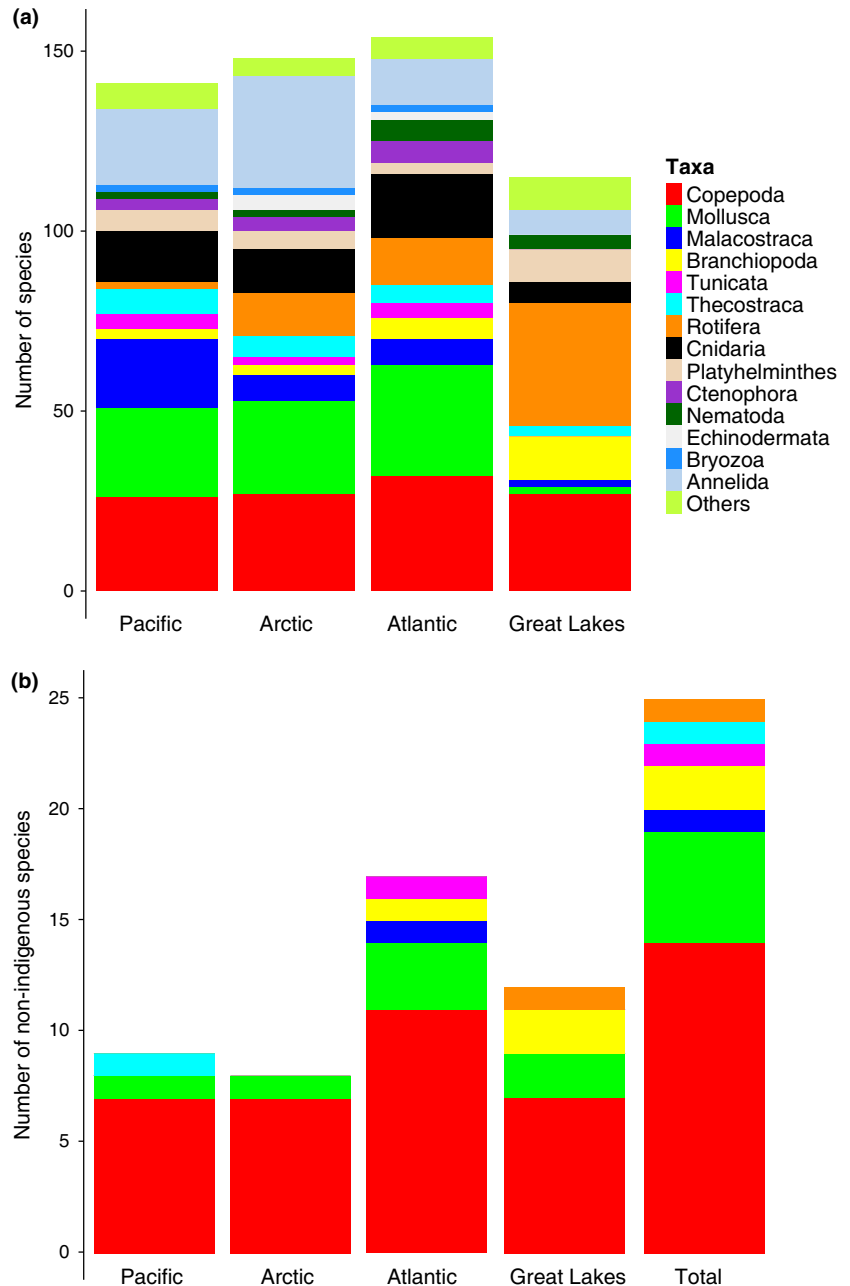 (a)
150
100
50
0
Number of species
Pacific
Arctic
Atlantic
Great Lakes
Taxa
Copepoda
Mollusca
Malacostraca
Branchiopoda
Tunicata
Thecostraca
Rotifera
Cnidaria
Platyhelminthes
Ctenophora
Nematoda
Echinodermata
Bryozoa
Annelida
Others
(b)
25
20
15
10
5
0
Number of non-indigenous species
Pacific
Arctic
Atlantic
Great Lakes
Total